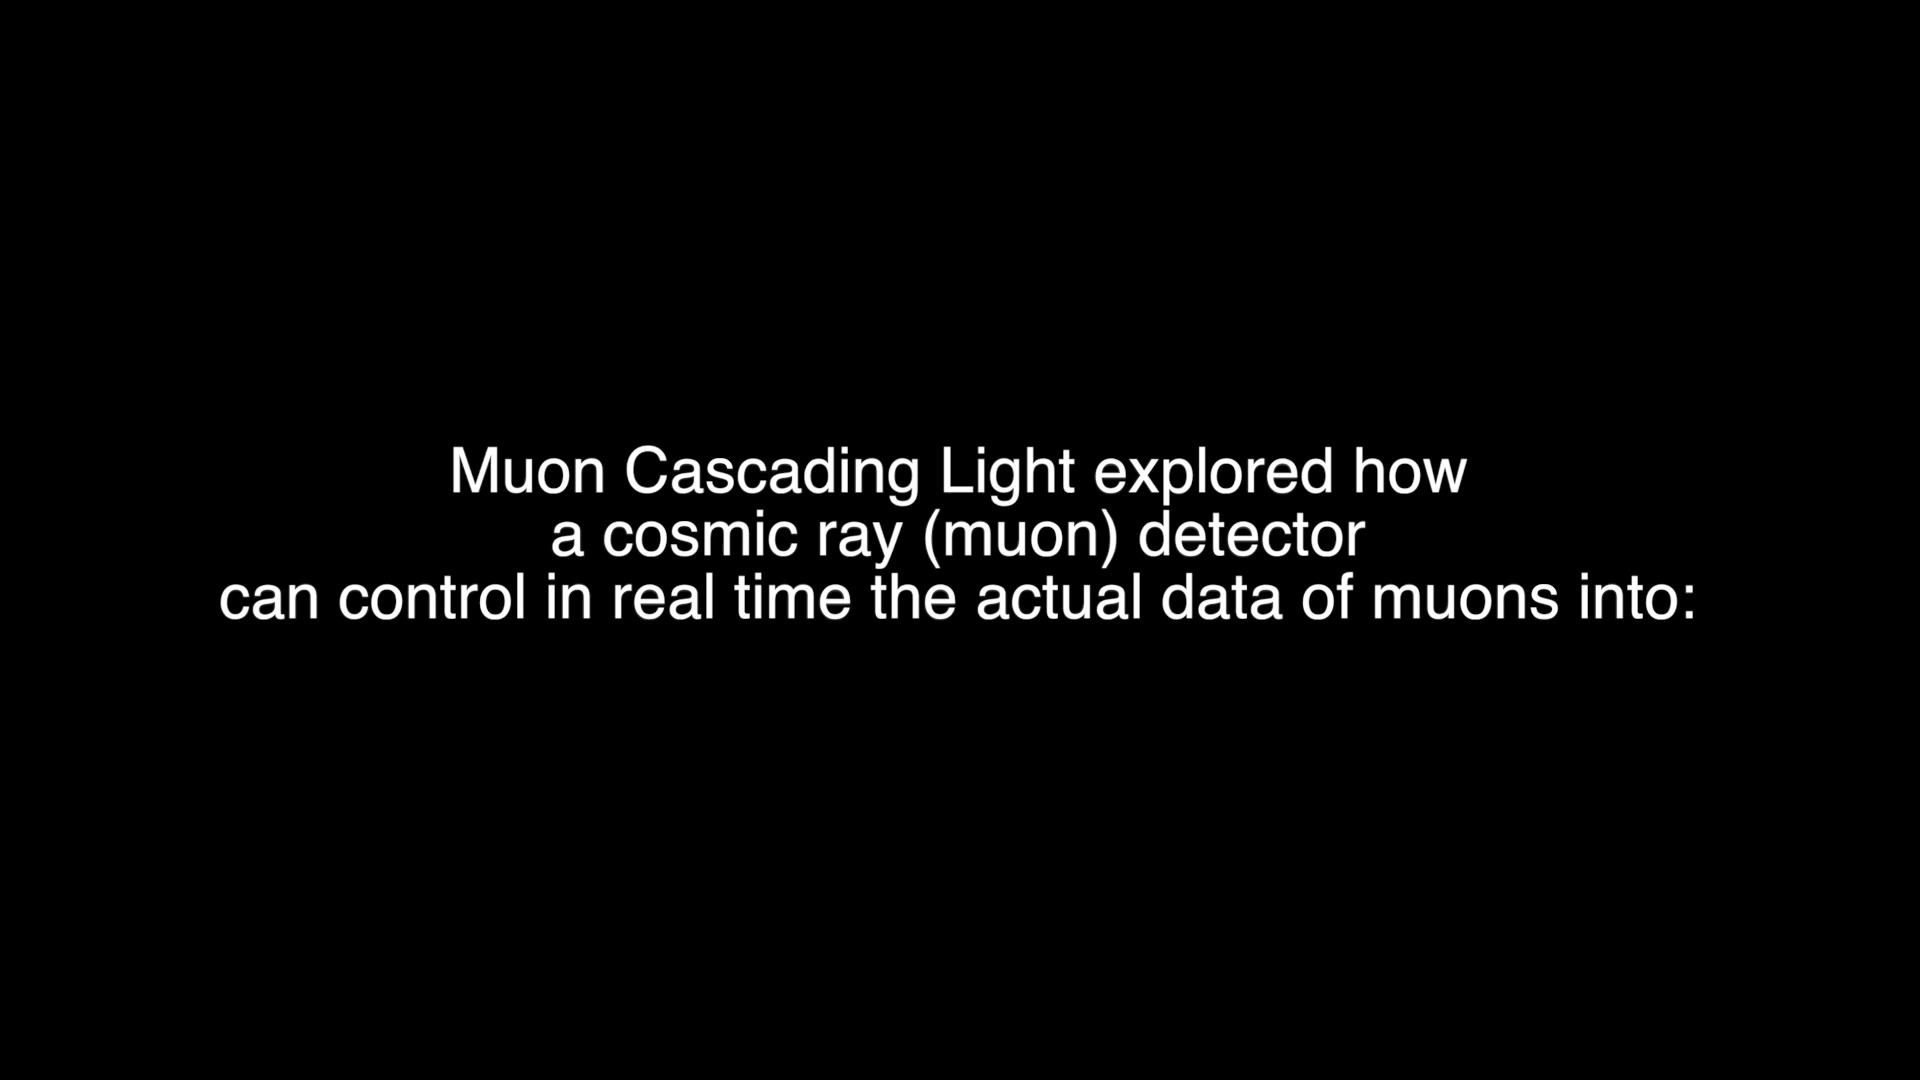 Muon Cascading Light explored how
a cosmic ray (muon) detector
can control in real time the actual data of muons into: